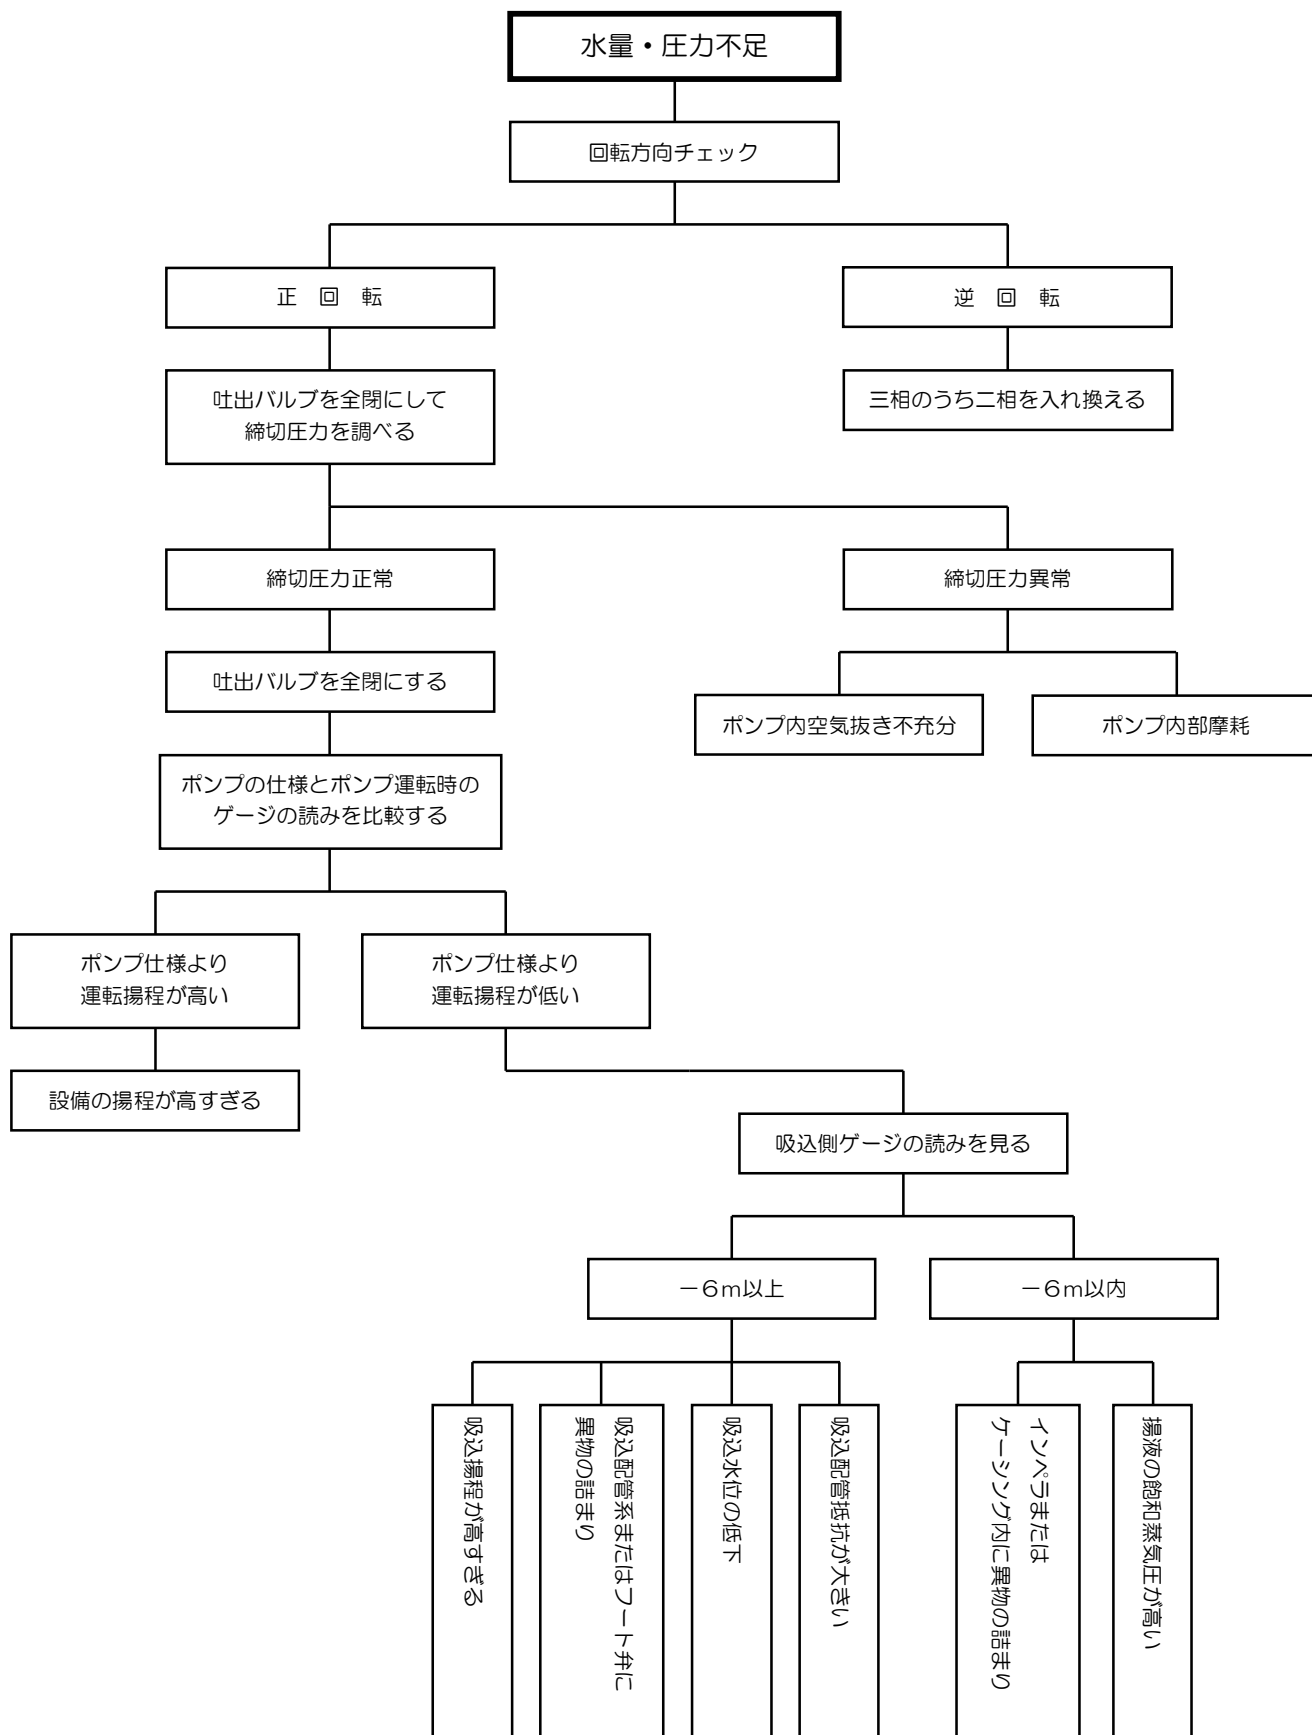 水量・圧力不足
回転方向チェック
正　回　転
逆　回　転
吐出バルブを全閉にして
締切圧力を調べる
三相のうち二相を入れ換える
締切圧力正常
締切圧力異常
吐出バルブを全閉にする
ポンプ内空気抜き不充分
ポンプ内部摩耗
ポンプの仕様とポンプ運転時の
ゲージの読みを比較する
ポンプ仕様より
運転揚程が高い
ポンプ仕様より
運転揚程が低い
設備の揚程が高すぎる
吸込側ゲージの読みを見る
－6m以上
－6m以内
吸込揚程が高すぎる
吸込配管系またはフート弁に
異物の詰まり
吸込水位の低下
吸込配管抵抗が大きい
インペラまたは
ケーシング内に異物の詰まり
揚液の飽和蒸気圧が高い